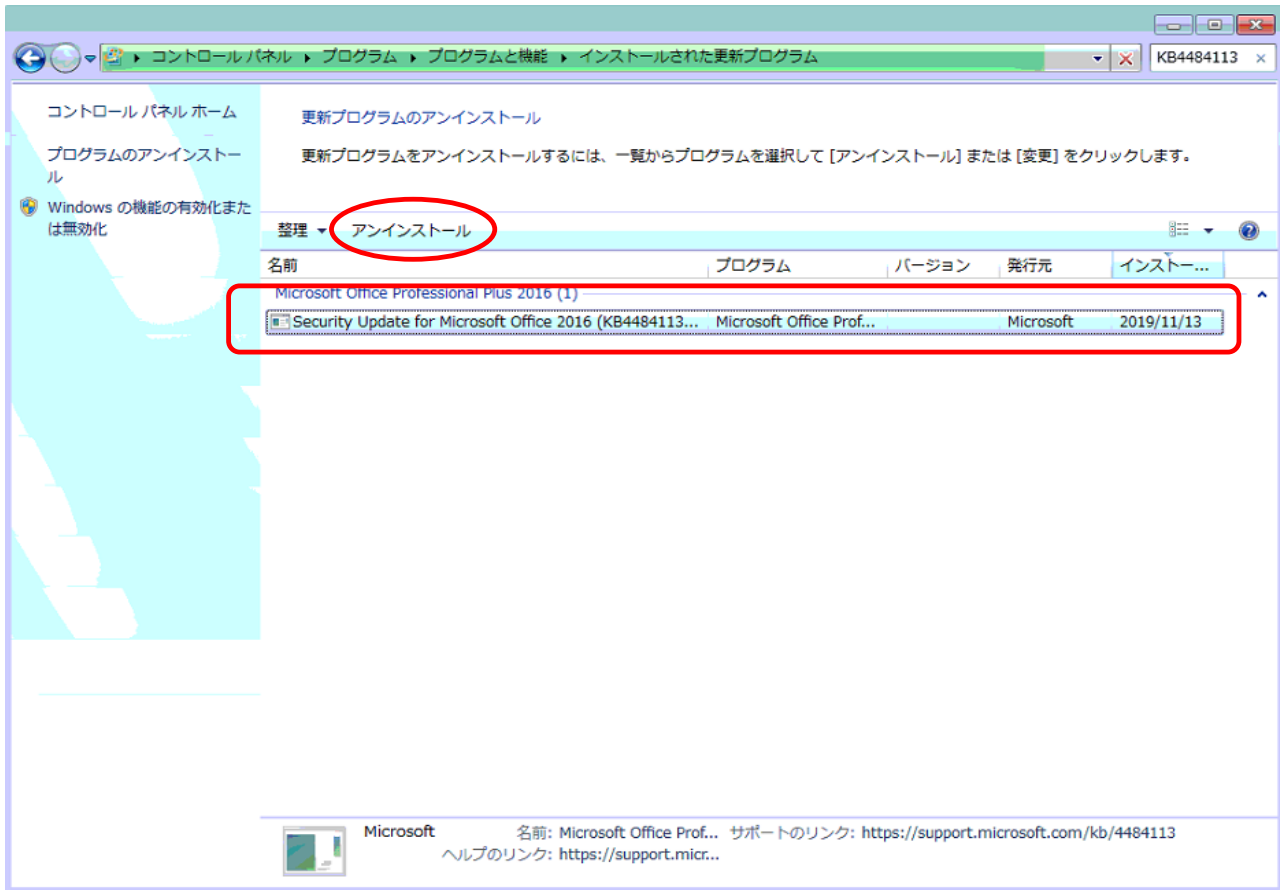 コントロール パネル ▸ プログラム ▸ プログラムと機能 ▸ インストールされた更新プログラム
KB4484113
コントロール パネル ホーム
プログラムのアンインストー
ル
Windows の機能の有効化また
は無効化
更新プログラムのアンインストール
更新プログラムをアンインストールするには、一覧からプログラムを選択して [アンインストール] または [変更] をクリックします。
整理 アンインストール
名前 プログラム バージョン 発行元 インストー...
Microsoft Office Professional Plus 2016 (1)
Security Update for Microsoft Office 2016 (KB4484113... Microsoft Office Prof... Microsoft 2019/11/13
Microsoft 名前: Microsoft Office Prof... サポートのリンク: https://support.microsoft.com/kb/4484113
ヘルプのリンク: https://support.micr...